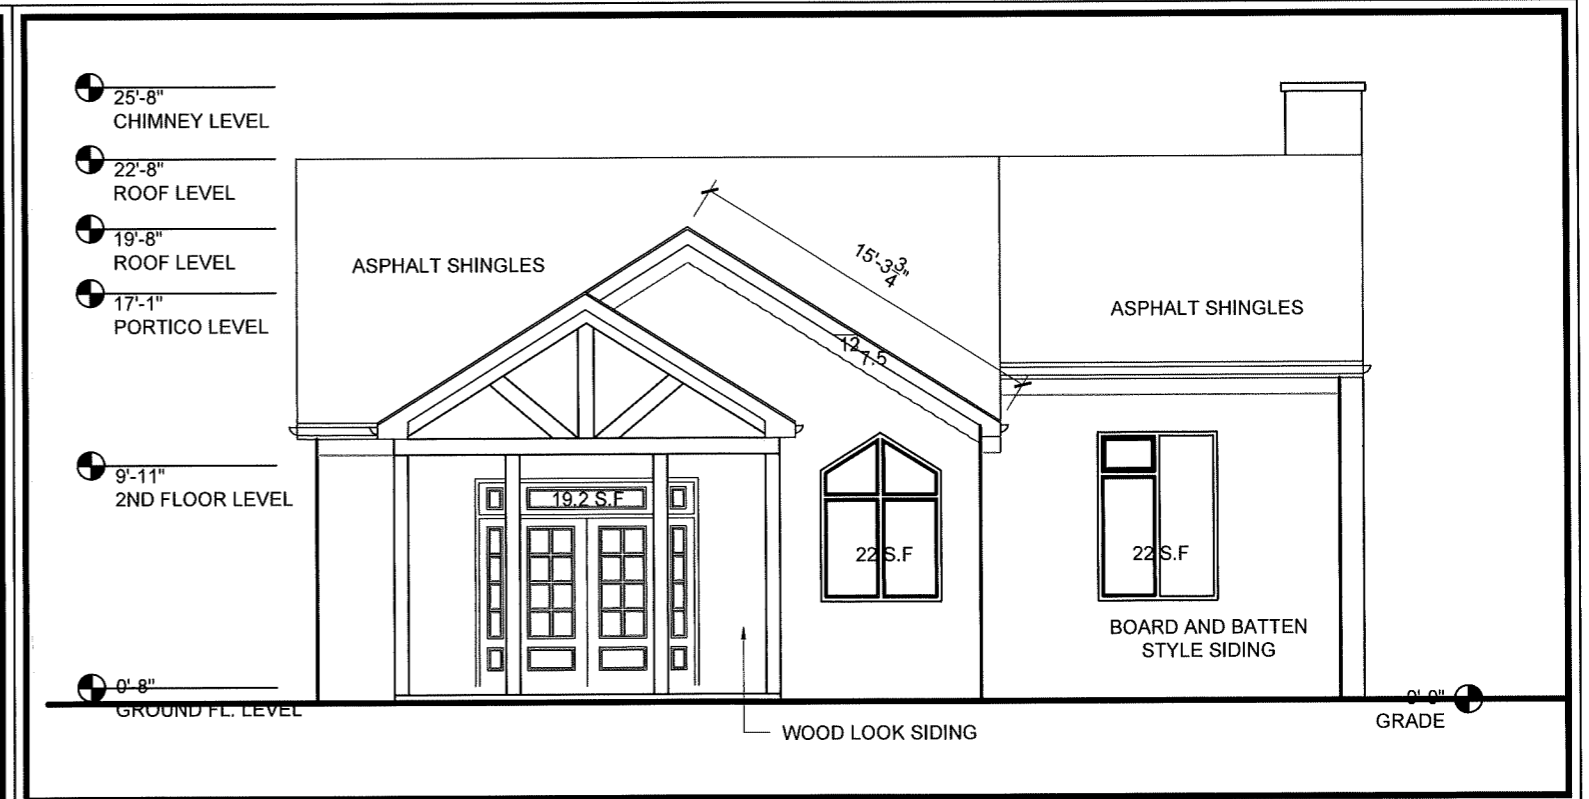 25'-8"
CHIMNEY LEVEL
22'-8"
ROOF LEVEL
19'-8"
ROOF LEVEL
17'-1"
PORTICO LEVEL
9'-11"
2ND FLOOR LEVEL
0'-8"
GROUND FL. LEVEL
ASPHALT SHINGLES
15'-3 3/4"
12
7.5
ASPHALT SHINGLES
19.2 S.F
22 S.F
22 S.F
BOARD AND BATTEN
STYLE SIDING
WOOD LOOK SIDING
0'-0"
GRADE